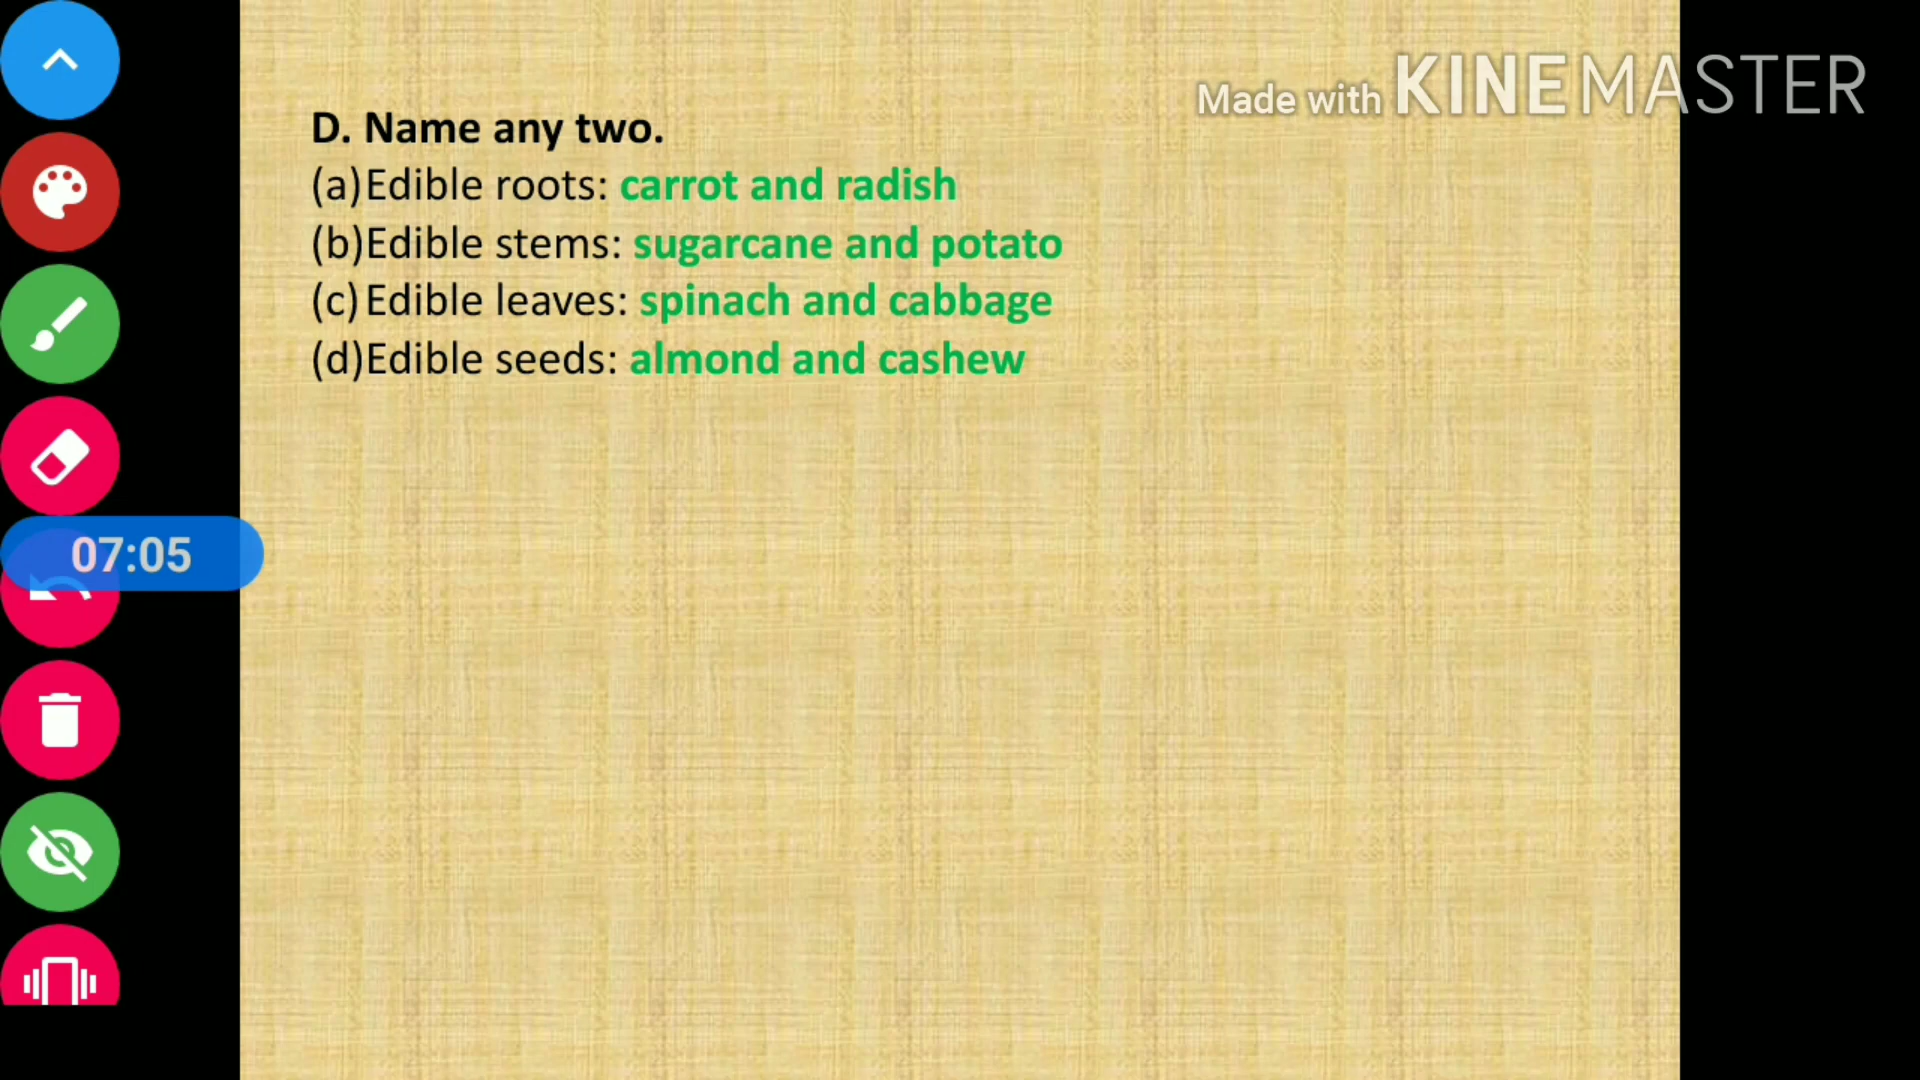 Made with KINEMASTER
D. Name any two.
(a)Edible roots: carrot and radish
(b)Edible stems: sugarcane and potato
(c)Edible leaves: spinach and cabbage
(d)Edible seeds: almond and cashew
07:05